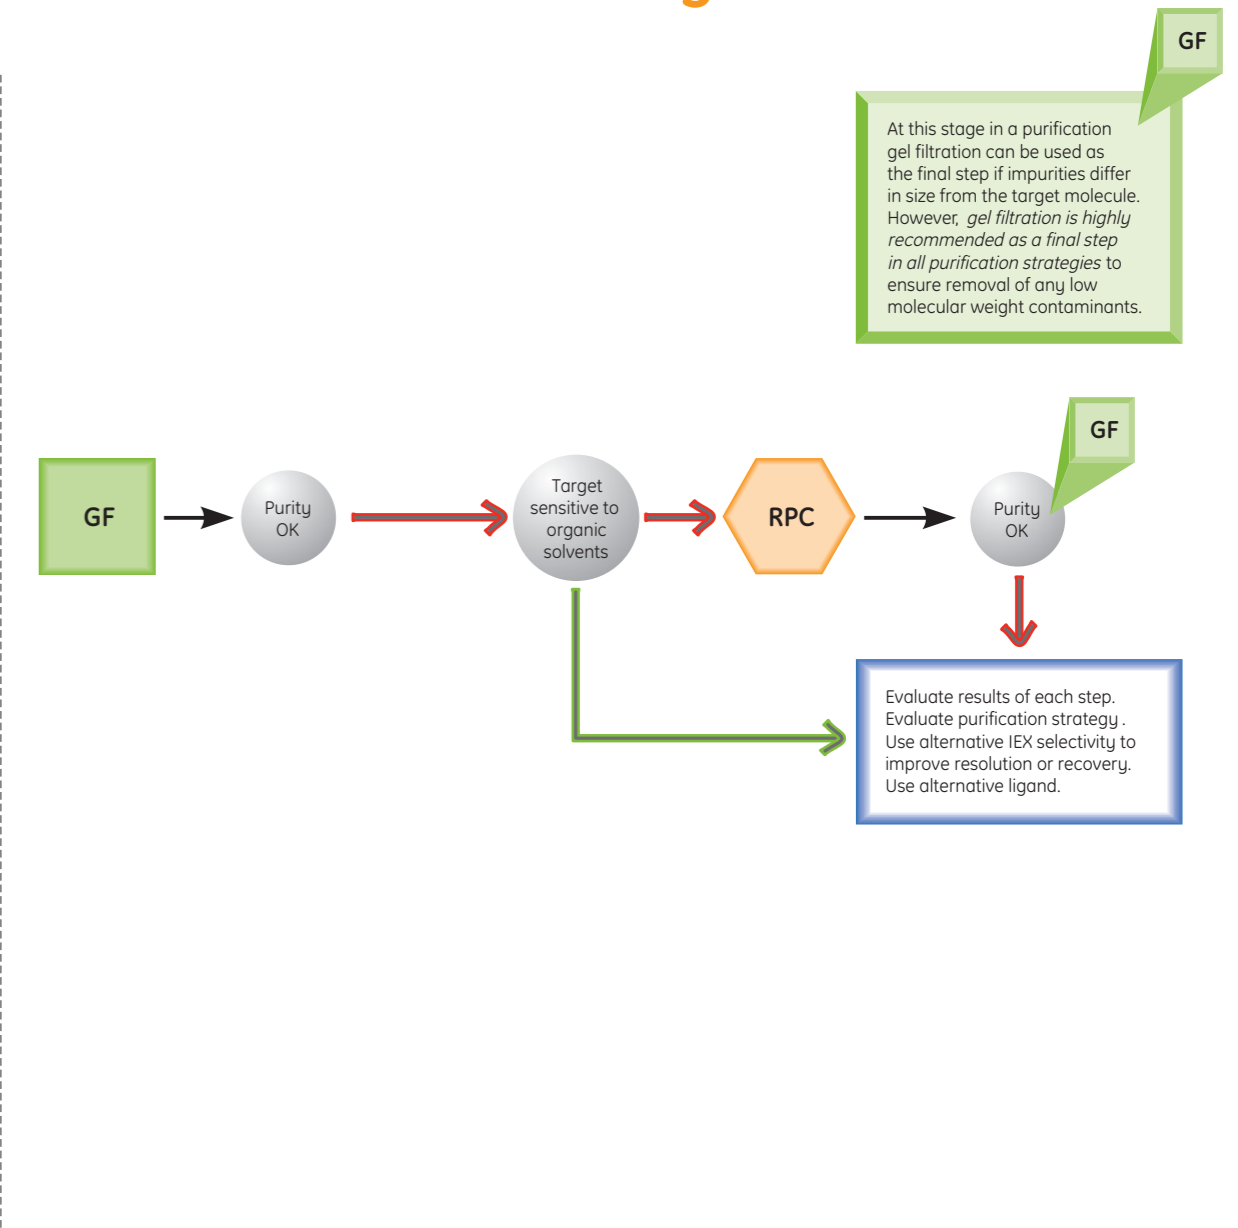 GF
At this stage in a purification
gel filtration can be used as
the final step if impurities differ
in size from the target molecule.
However, gel filtration is highly
recommended as a final step
in all purification strategies to
ensure removal of any low
molecular weight contaminants.
GF
GF
Purity
OK
Target
sensitive to
organic
solvents
RPC
Purity
OK
Evaluate results of each step.
Evaluate purification strategy .
Use alternative IEX selectivity to
improve resolution or recovery.
Use alternative ligand.